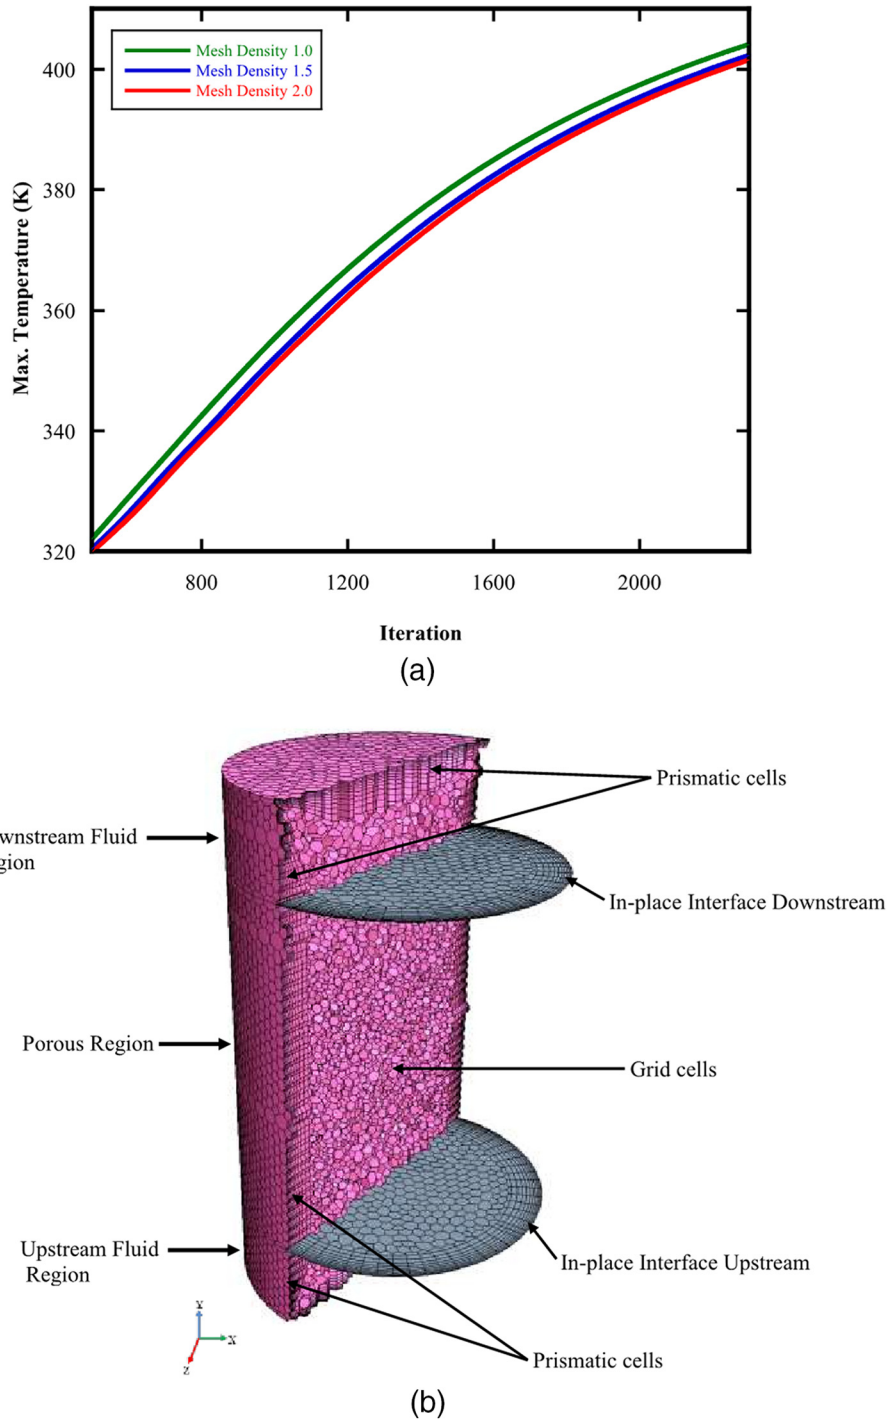 Mesh Density 1.0
Mesh Density 1.5
Mesh Density 2.0
400
380
360
340
320
Max. Temperature (K)
800 1200 1600 2000
Iteration
(a)
Prismatic cells
wnstream Fluid
gion
In-place Interface Downstream
Porous Region
Grid cells
Upstream Fluid
Region
In-place Interface Upstream
Y
X
Z
Prismatic cells
(b)